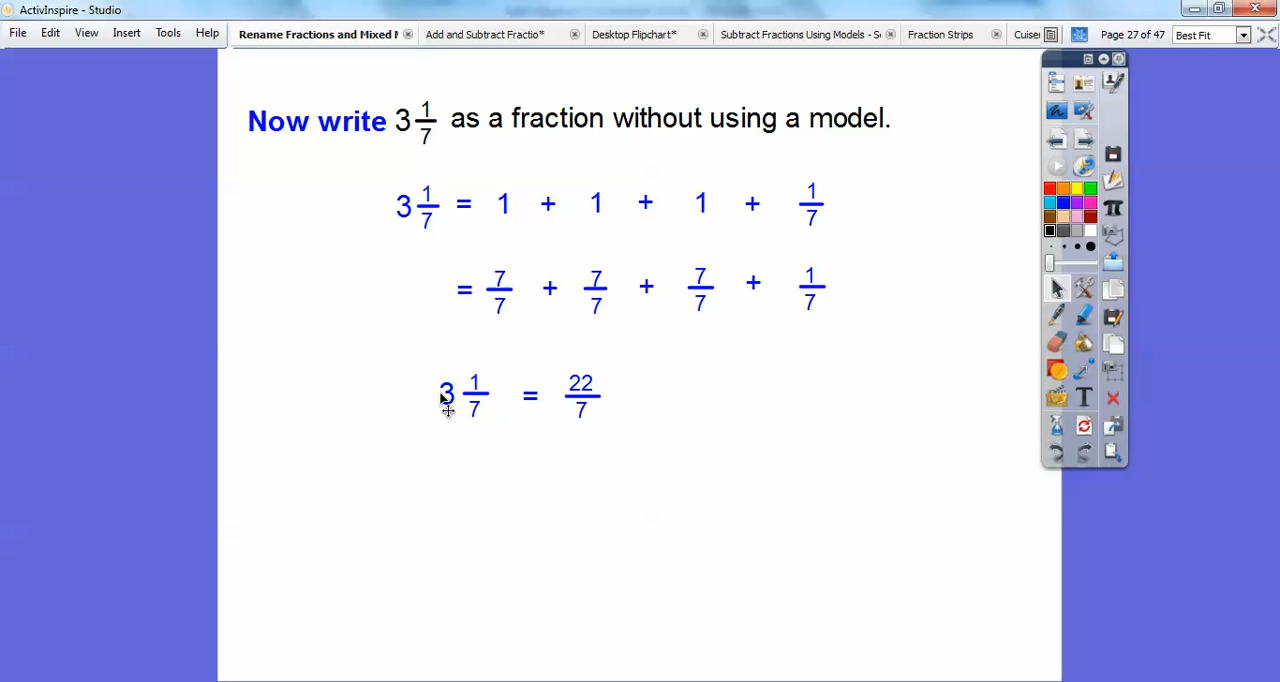 ActivInspire - Studio
File Edit View Insert Tools Help
Rename Fractions and Mixed N Add and Subtract Fractio* Desktop Flipchart* Subtract Fractions Using Models - Se Fraction Strips Cuisen Page 27 of 47 Best Fit
Now write 3 1/7 as a fraction without using a model.
3 1/7 = 1 + 1 + 1 + 1/7
= 7/7 + 7/7 + 7/7 + 1/7
3 1/7 = 22/7